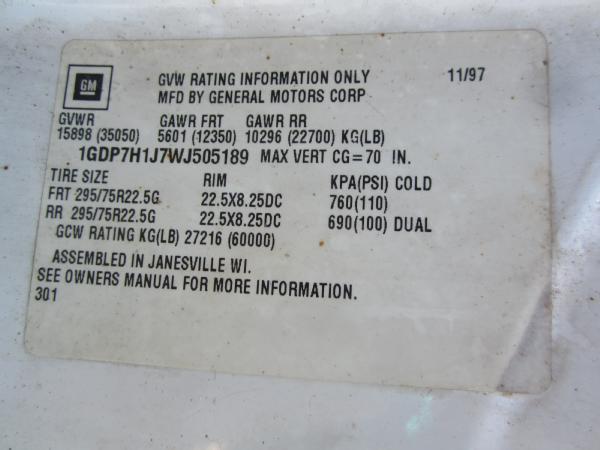 GM
GVW RATING INFORMATION ONLY 11/97
MFD BY GENERAL MOTORS CORP
GVWR GAWR FRT GAWR RR
15898 (35050) 5601 (12350) 10296 (22700) KG(LB)
1GDP7H1J7WJ505189 MAX VERT CG=70 IN.
TIRE SIZE RIM KPA(PSI) COLD
FRT 295/75R22.5G 22.5X8.25DC 760(110)
RR 295/75R22.5G 22.5X8.25DC 690(100) DUAL
GCW RATING KG(LB) 27216 (60000)
ASSEMBLED IN JANESVILLE WI.
SEE OWNERS MANUAL FOR MORE INFORMATION.
301